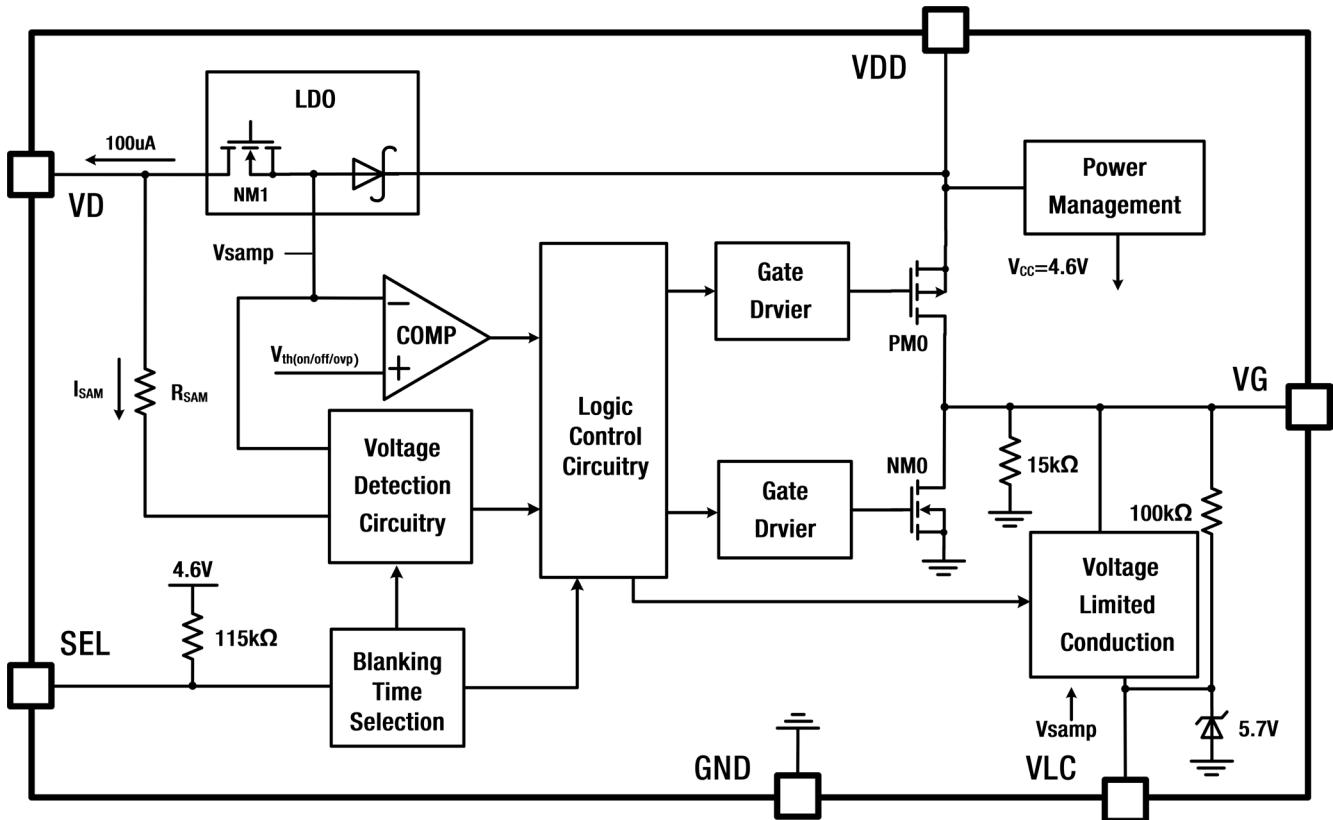 VDD
LDO
100uA
NM1
VD
Power
Management
Vsamp
Vcc=4.6V
Gate
Drvier
PM0
COMP
Vth(on/off/ovp)
ISAM
RSAM
VG
Logic
Control
Circuitry
Voltage
Detection
Circuitry
NM0
15kΩ
Gate
Drvier
100kΩ
4.6V
Voltage
Limited
Conduction
SEL
115kΩ
Blanking
Time
Selection
Vsamp
5.7V
GND
VLC